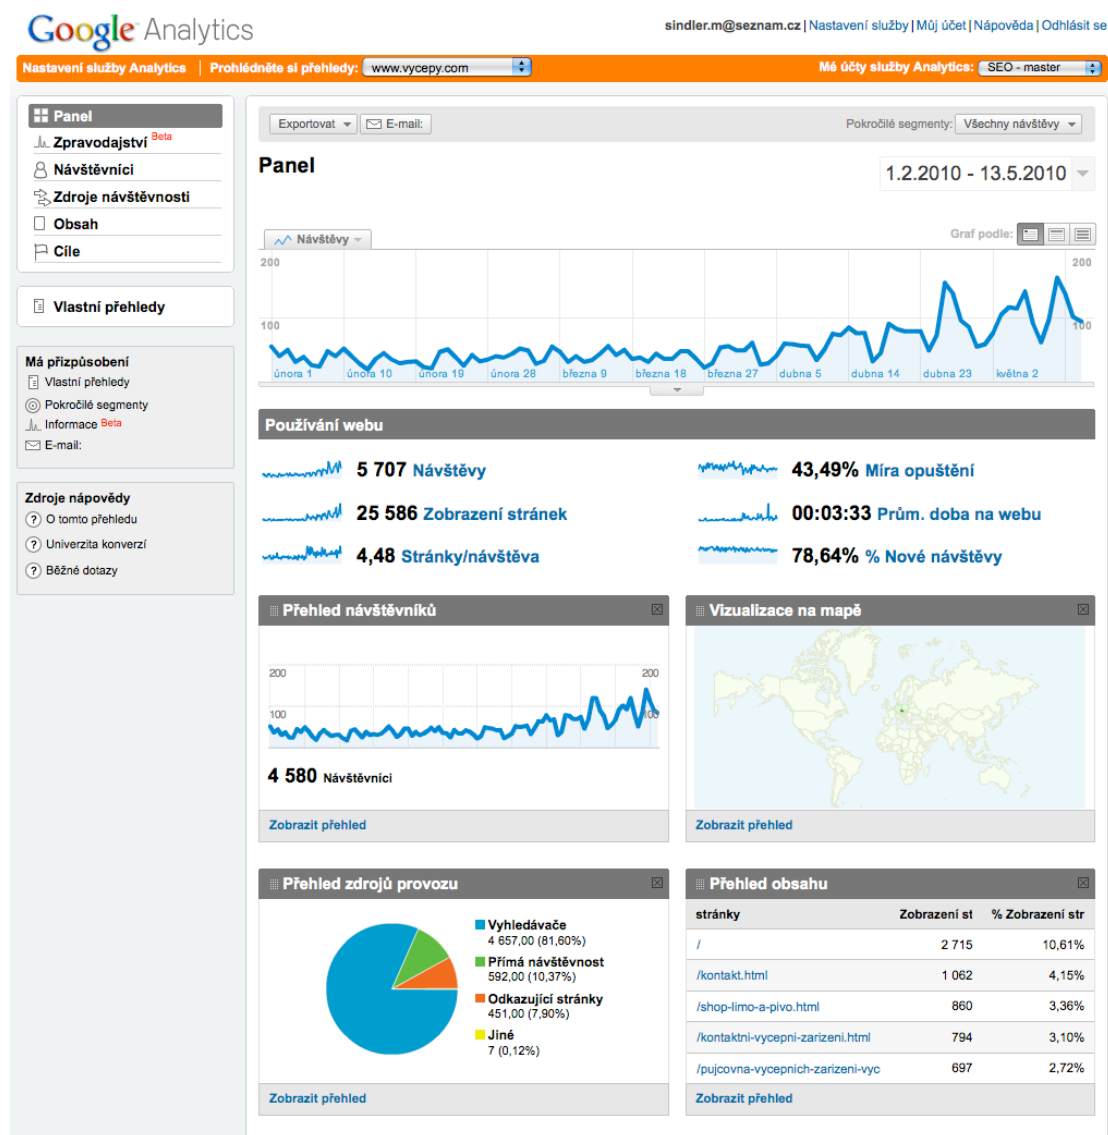 Google Analytics
sindler.m@seznam.cz | Nastavení služby | Můj účet | Nápověda | Odhlásit se
Nastavení služby Analytics | Prohlédněte si přehledy: www.vycepy.com
Mé účty služby Analytics: SEO - master
Panel
Zpravodajství Beta
Návštěvníci
Zdroje návštěvnosti
Obsah
Cíle
Vlastní přehledy
Má přizpůsobení
Vlastní přehledy
Pokročilé segmenty
Informace Beta
E-mail:
Zdroje nápovědy
? O tomto přehledu
? Univerzita konverzí
? Běžné dotazy
Exportovat E-mail:
Pokročilé segmenty: Všechny návštěvy
Panel
1.2.2010 - 13.5.2010
Návštěvy
Graf podle:
200 200
100 100
února 1 února 10 února 19 února 28 března 9 března 18 března 27 dubna 5 dubna 14 dubna 23 května 2
Používání webu
5 707 Návštěvy
43,49% Míra opuštění
25 586 Zobrazení stránek
00:03:33 Prům. doba na webu
4,48 Stránky/návštěva
78,64% % Nové návštěvy
Přehled návštěvníků
200 200
100 100
4 580 Návštěvníci
Zobrazit přehled
Vizualizace na mapě
Zobrazit přehled
Přehled zdrojů provozu
Vyhledávače
4 657,00 (81,60%)
Přímá návštěvnost
592,00 (10,37%)
Odkazující stránky
451,00 (7,90%)
Jiné
7 (0,12%)
Zobrazit přehled
Přehled obsahu
stránky Zobrazení st % Zobrazení str
/ 2 715 10,61%
/kontakt.html 1 062 4,15%
/shop-limo-a-pivo.html 860 3,36%
/kontaktni-vycepni-zarizeni.html 794 3,10%
/pujcovna-vycepnich-zarizeni-vyc 697 2,72%
Zobrazit přehled